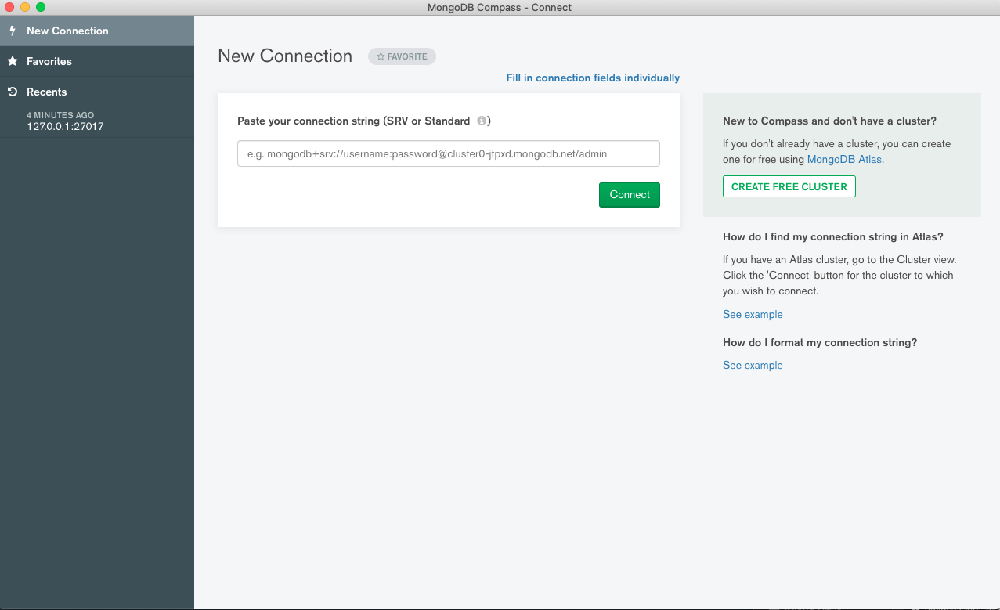 MongoDB Compass - Connect
New Connection
Favorites
Recents
4 MINUTES AGO
127.0.0.1:27017
New Connection
FAVORITE
Fill in connection fields individually
Paste your connection string (SRV or Standard )
e.g. mongodb+srv://username:password@cluster0-jtpxd.mongodb.net/admin
Connect
New to Compass and don't have a cluster?
If you don't already have a cluster, you can create
one for free using MongoDB Atlas.
CREATE FREE CLUSTER
How do I find my connection string in Atlas?
If you have an Atlas cluster, go to the Cluster view.
Click the 'Connect' button for the cluster to which
you wish to connect.
See example
How do I format my connection string?
See example